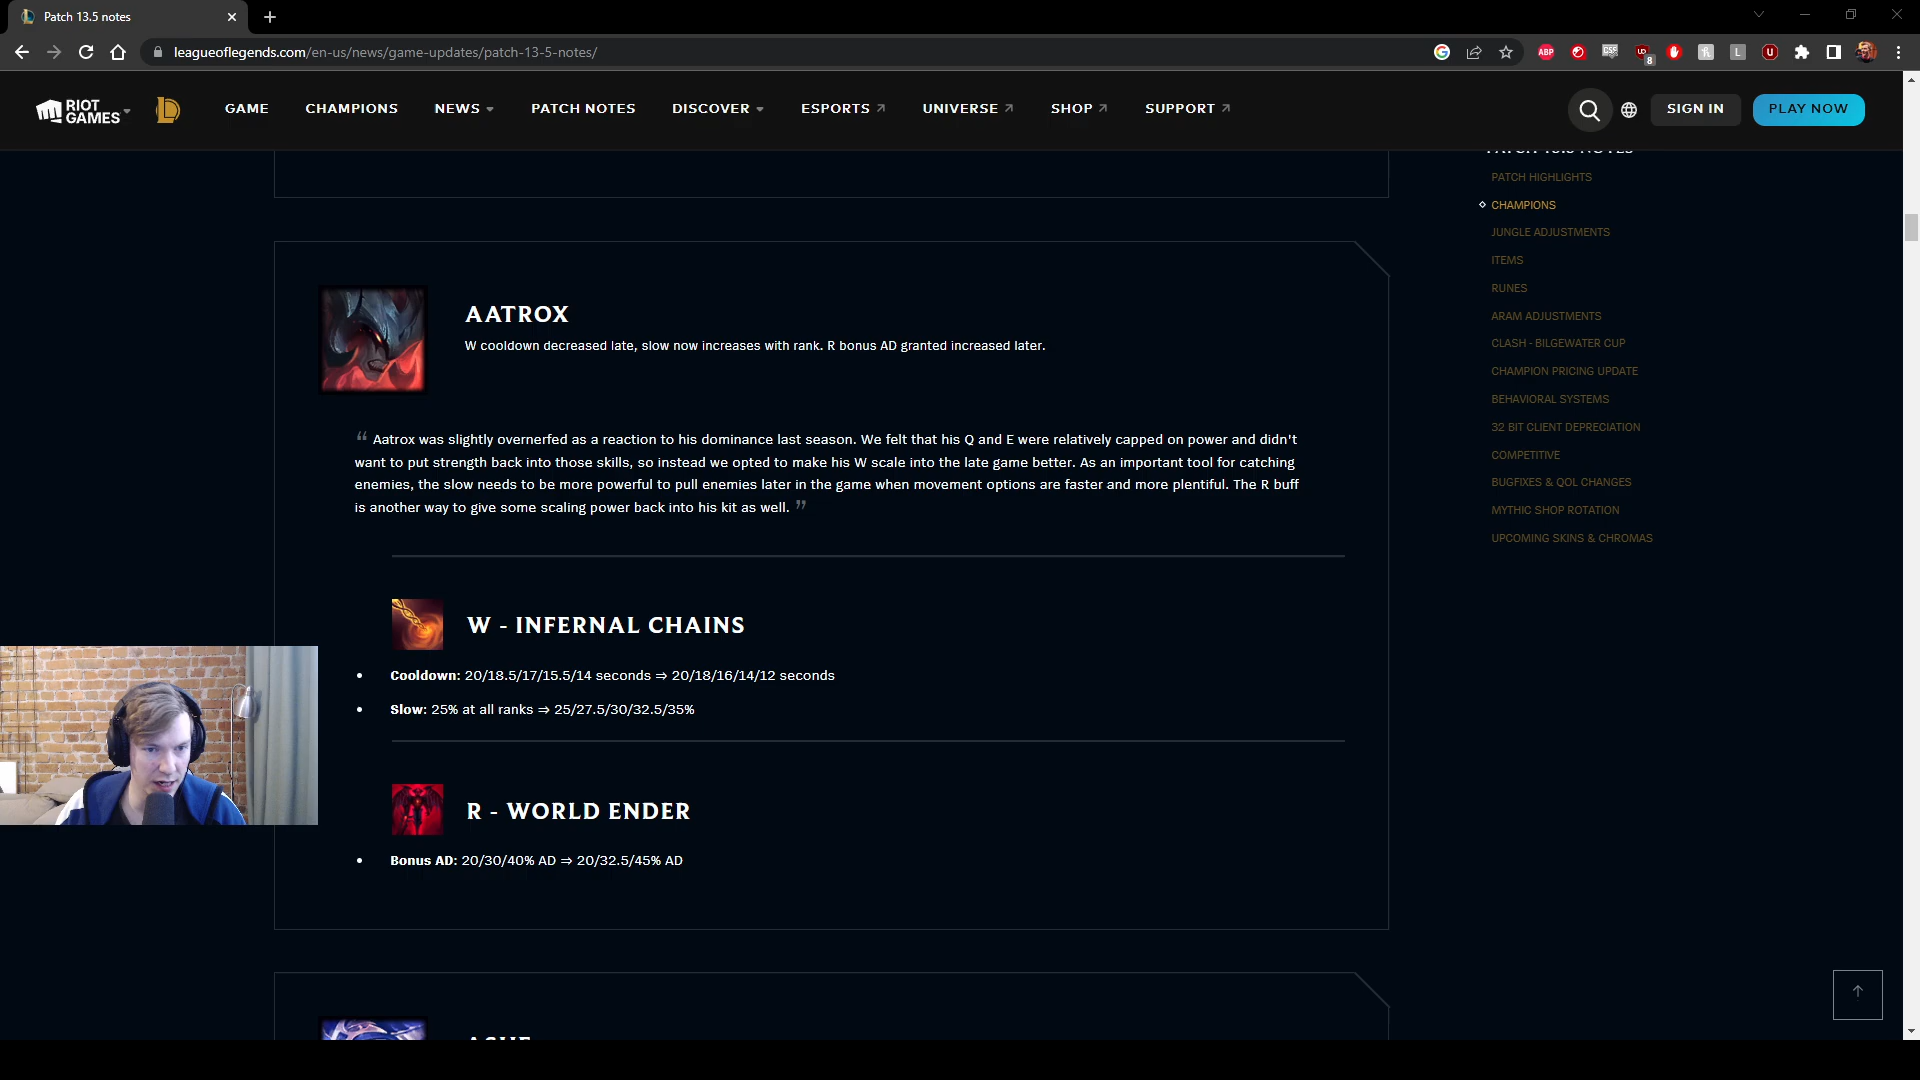 Patch 13.5 notes
leagueoflegends.com/en-us/news/game-updates/patch-13-5-notes/
RIOT GAMES
GAME
CHAMPIONS
NEWS
PATCH NOTES
DISCOVER
ESPORTS
UNIVERSE
SHOP
SUPPORT
SIGN IN
PLAY NOW
PATCH 13.5 NOTES
PATCH HIGHLIGHTS
CHAMPIONS
JUNGLE ADJUSTMENTS
ITEMS
RUNES
ARAM ADJUSTMENTS
CLASH - BILGEWATER CUP
CHAMPION PRICING UPDATE
BEHAVIORAL SYSTEMS
32 BIT CLIENT DEPRECIATION
COMPETITIVE
BUGFIXES & QOL CHANGES
MYTHIC SHOP ROTATION
UPCOMING SKINS & CHROMAS
AATROX
W cooldown decreased late, slow now increases with rank. R bonus AD granted increased later.
“ Aatrox was slightly overnerfed as a reaction to his dominance last season. We felt that his Q and E were relatively capped on power and didn't
want to put strength back into those skills, so instead we opted to make his W scale into the late game better. As an important tool for catching
enemies, the slow needs to be more powerful to pull enemies later in the game when movement options are faster and more plentiful. The R buff
is another way to give some scaling power back into his kit as well. ”
W - INFERNAL CHAINS
• Cooldown: 20/18.5/17/15.5/14 seconds ⇒ 20/18/16/14/12 seconds
• Slow: 25% at all ranks ⇒ 25/27.5/30/32.5/35%
R - WORLD ENDER
• Bonus AD: 20/30/40% AD ⇒ 20/32.5/45% AD
ASHE